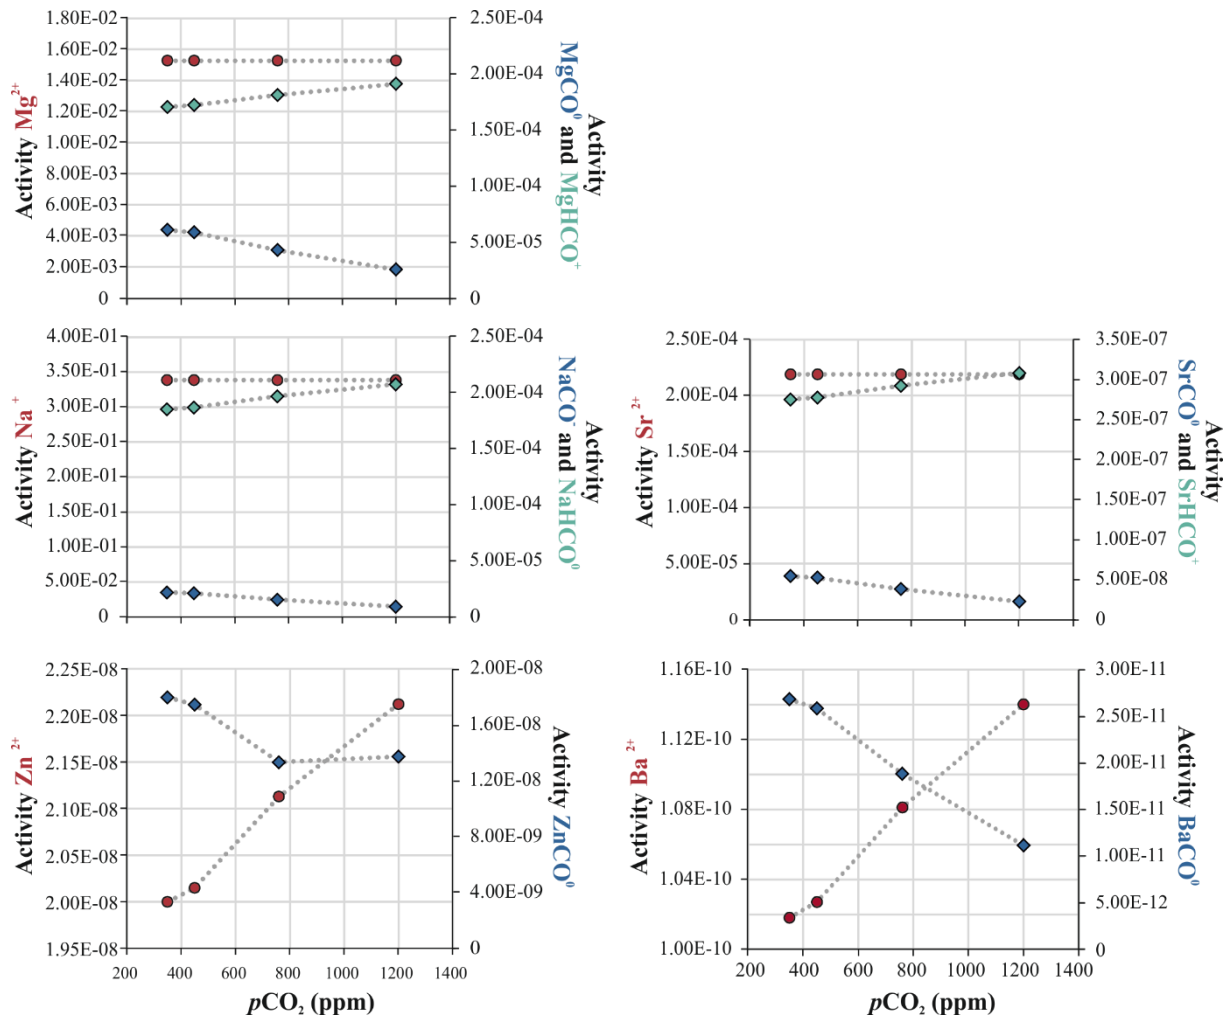 1.80E-02
1.60E-02
1.40E-02
1.20E-02
1.00E-02
8.00E-03
6.00E-03
4.00E-03
2.00E-03
0
Activity Mg²⁺
2.50E-04
2.00E-04
1.50E-04
1.00E-04
5.00E-05
0
Activity
MgCO⁰ and MgHCO⁺
4.00E-01
3.50E-01
3.00E-01
2.50E-01
2.00E-01
1.50E-01
1.00E-01
5.00E-02
0
Activity Na⁺
2.50E-04
2.00E-04
1.50E-04
1.00E-04
5.00E-05
0
Activity
NaCO⁻ and NaHCO⁰
2.50E-04
2.00E-04
1.50E-04
1.00E-04
5.00E-05
0
Activity Sr²⁺
3.50E-07
3.00E-07
2.50E-07
2.00E-07
1.50E-07
1.00E-07
5.00E-08
0
Activity
SrCO⁰ and SrHCO⁺
2.25E-08
2.20E-08
2.15E-08
2.10E-08
2.05E-08
2.00E-08
1.95E-08
Activity Zn²⁺
2.00E-08
1.60E-08
1.20E-08
8.00E-09
4.00E-09
0
Activity ZnCO⁰
200 400 600 800 1000 1200 1400
pCO₂ (ppm)
1.16E-10
1.12E-10
1.08E-10
1.04E-10
1.00E-10
Activity Ba²⁺
3.00E-11
2.50E-11
2.00E-11
1.50E-11
1.00E-11
5.00E-12
0
Activity BaCO⁰
200 400 600 800 1000 1200 1400
pCO₂ (ppm)